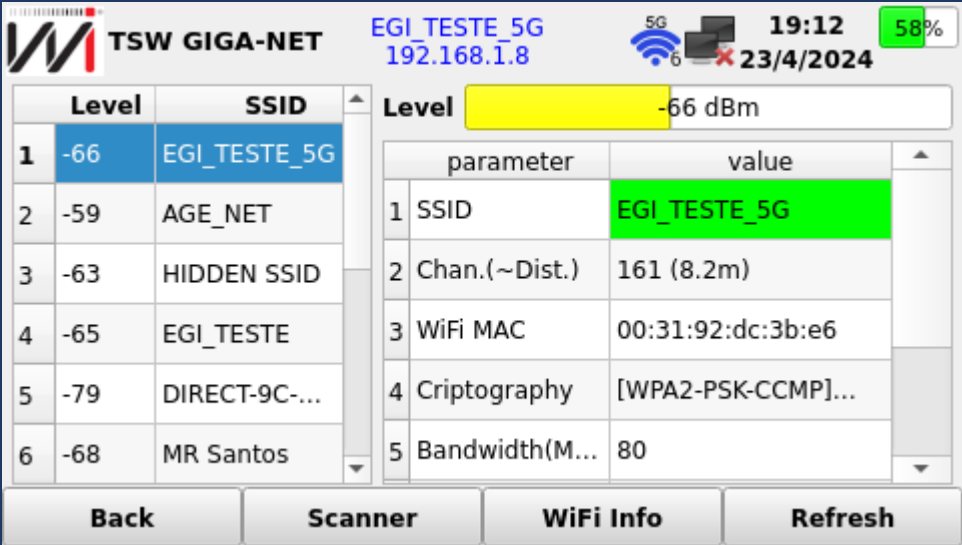 TSW GIGA-NET
EGI_TESTE_5G
192.168.1.8
5G
6
19:12
23/4/2024
58%
Level SSID
1 -66 EGI_TESTE_5G
2 -59 AGE_NET
3 -63 HIDDEN SSID
4 -65 EGI_TESTE
5 -79 DIRECT-9C-...
6 -68 MR Santos
Level -66 dBm
parameter value
1 SSID EGI_TESTE_5G
2 Chan.(~Dist.) 161 (8.2m)
3 WiFi MAC 00:31:92:dc:3b:e6
4 Criptography [WPA2-PSK-CCMP]...
5 Bandwidth(M... 80
Back Scanner WiFi Info Refresh